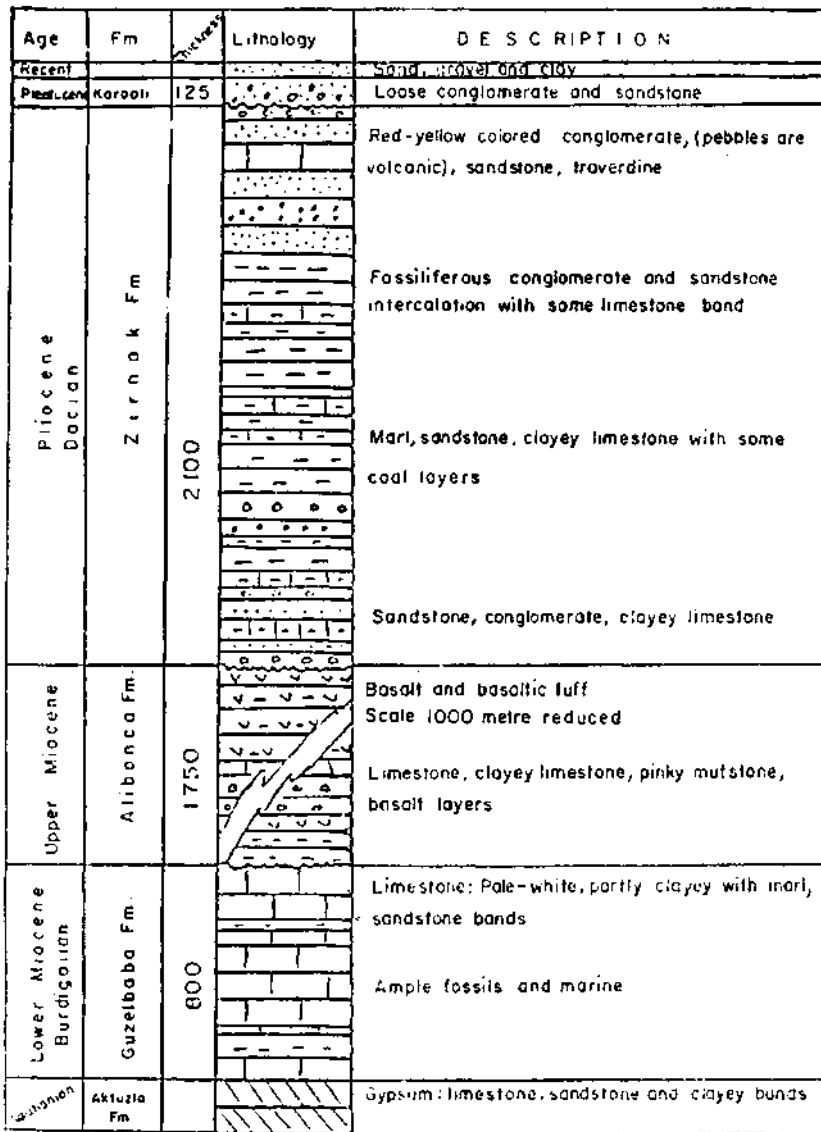 Age Fm Thickness Lithology DESCRIPTION
Recent Sand, gravel and clay
Karaali 125 Loose conglomerate and sandstone
Red-yellow colored conglomerate, (pebbles are
volcanic), sandstone, traverdine
Fossiliferous conglomerate and sandstone
intercalation with some limestone band
Pliocene
Dacian
Zırnak Fm
2100
Marl, sandstone, clayey limestone with some
coal layers
Sandstone, conglomerate, clayey limestone
Upper Miocene
Alibonca Fm.
1750
Basalt and basaltic tuff
Scale 1000 metre reduced
Limestone, clayey limestone, pinky mutstone,
basalt layers
Lower Miocene
Burdigalian
Guzelbaba Fm.
800
Limestone: Pale-white, partly clayey with marl,
sandstone bands
Ample fossils and marine
Aktuzla
Fm
Gypsum: limestone, sandstone and clayey bands